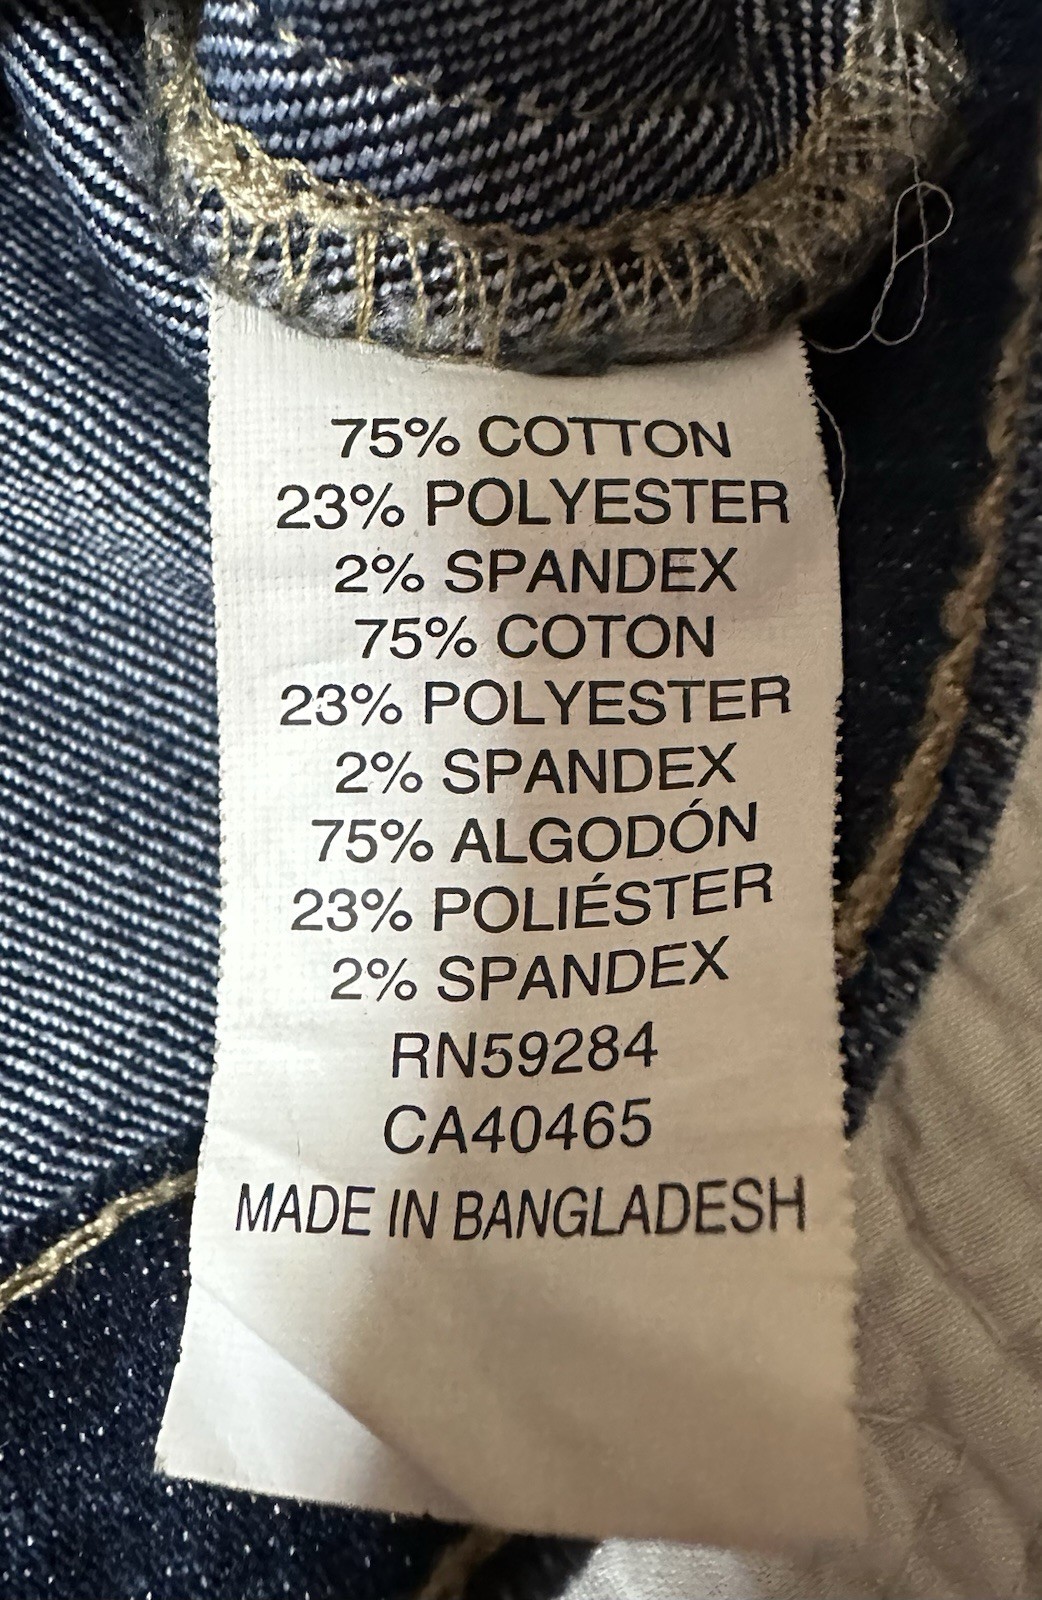 75% COTTON
23% POLYESTER
2% SPANDEX
75% COTON
23% POLYESTER
2% SPANDEX
75% ALGODÓN
23% POLIÉSTER
2% SPANDEX
RN59284
CA40465
MADE IN BANGLADESH